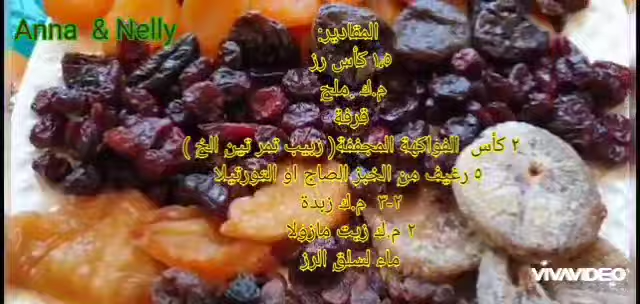 Anna & Nelly
المقادير:
١،٥ كأس رز
م.ك .ملح
قرفة
٢ كأس الفواكهة المجففة( زبيب تمر تين الخ )
٥ رغيف من الخبز الصاج او التورتيلا
٢-٣ م.ك زبدة
٢ م.ك زيت مازولا
ماء لسلق الرز
VIVAVIDEO